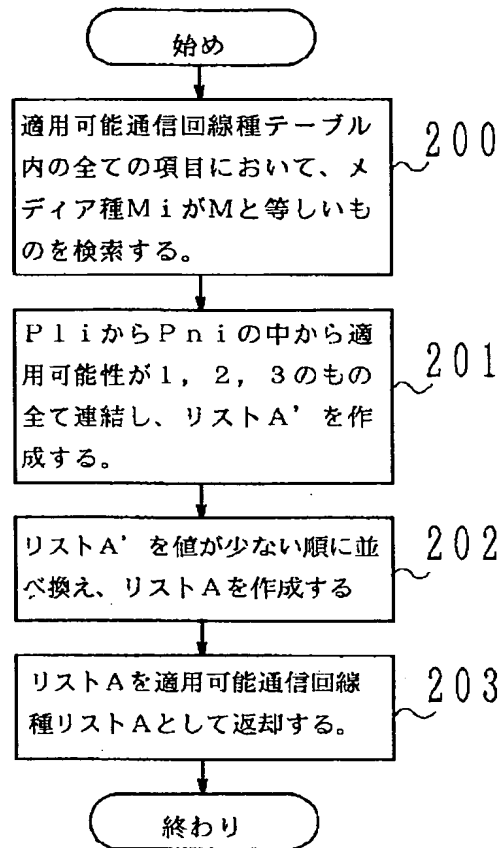 始め
適用可能通信回線種テーブル
内の全ての項目において、メ
ディア種MiがMと等しいも
のを検索する。
200
P1iからPniの中から適
用可能性が1,2,3のもの
全て連結し、リストA'を作
成する。
201
リストA'を値が少ない順に並
べ換え、リストAを作成する
202
リストAを適用可能通信回線
種リストAとして返却する。
203
終わり